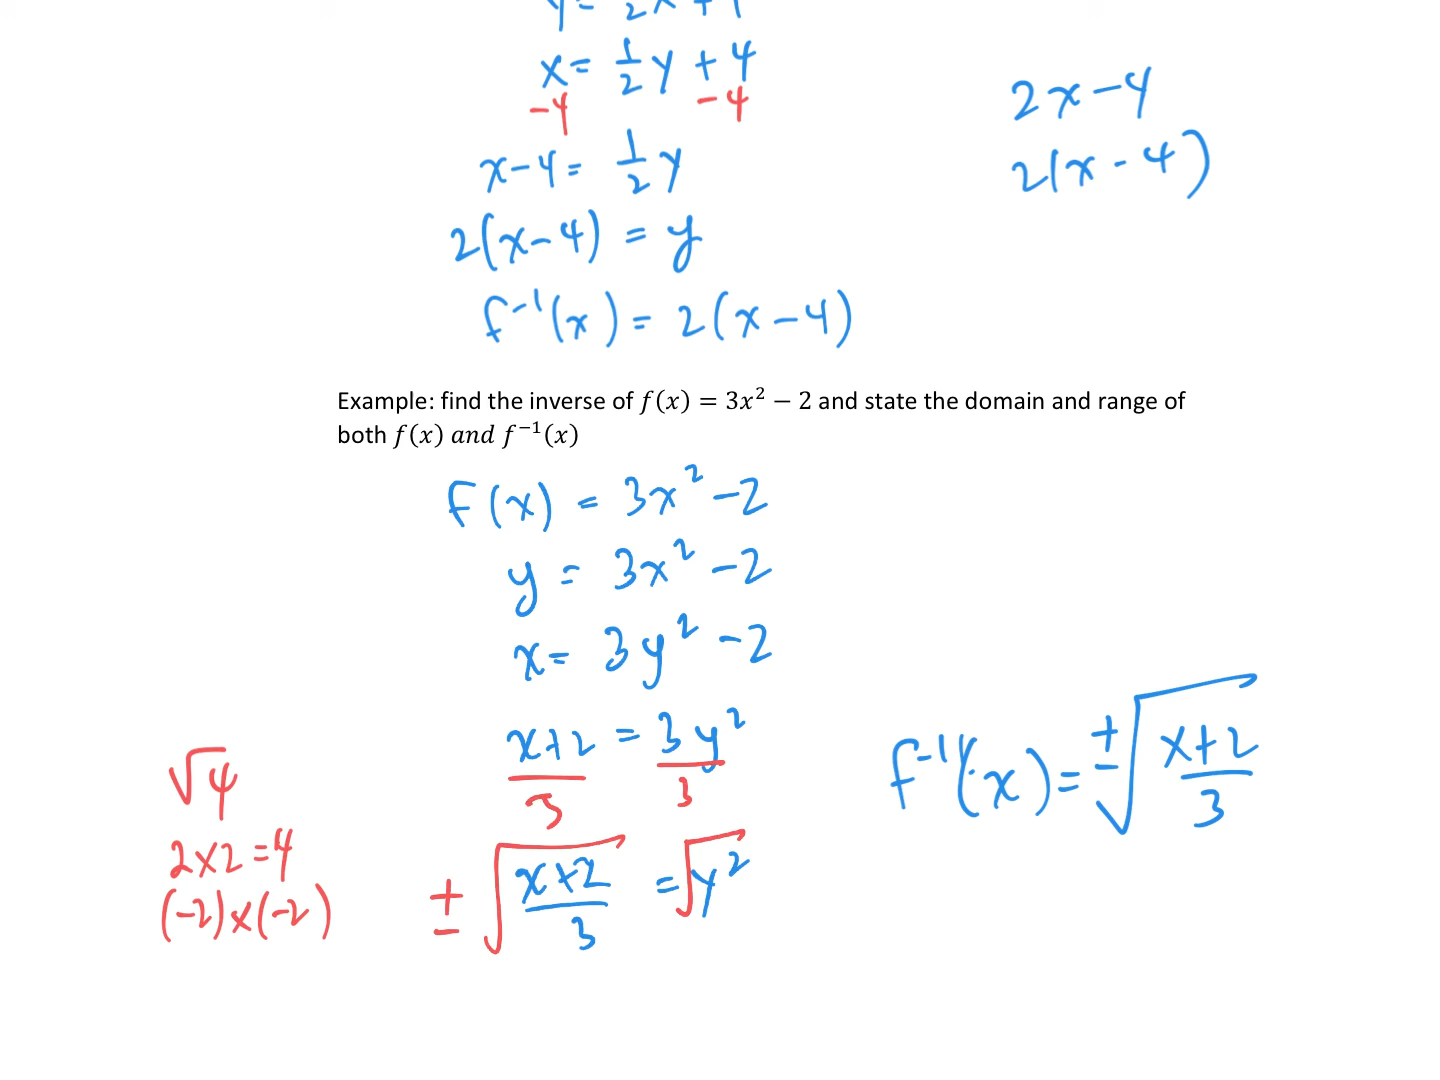 x = 1/2 y + 4
-4 -4
x - 4 = 1/2 y
2(x - 4) = y
f⁻¹(x) = 2(x - 4)
2x - 4
2(x - 4)
Example: find the inverse of f(x) = 3x² − 2 and state the domain and range of
both f(x) and f⁻¹(x)
f(x) = 3x² - 2
y = 3x² - 2
x = 3y² - 2
(x+2)/3 = 3y²/3
± √((x+2)/3) = √y²
√4
2×2=4
(-2)×(-2)
f⁻¹(x) = ± √((x+2)/3)